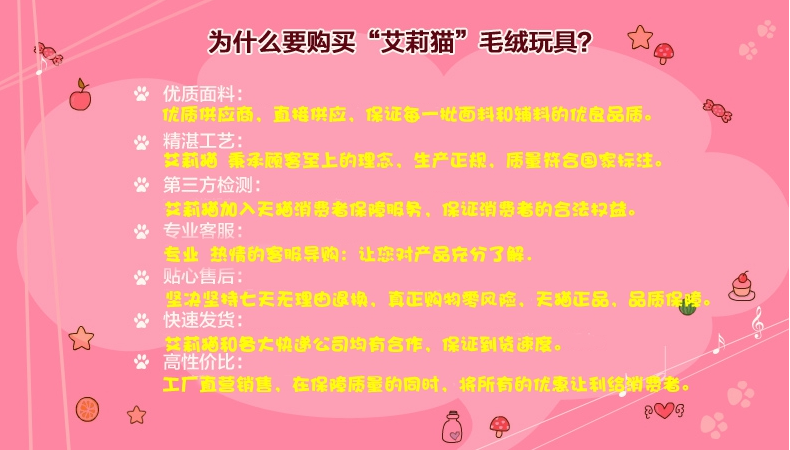 为什么要购买“艾莉猫”毛绒玩具？
优质面料：
优质供应商，直接供应，保证每一批面料和辅料的优良品质。
精湛工艺：
艾莉猫 秉承顾客至上的理念，生产正规，质量符合国家标注。
第三方检测：
艾莉猫加入天猫消费者保障服务，保证消费者的合法权益。
专业客服：
专业 热情的客服导购：让您对产品充分了解.
贴心售后：
坚决坚持七天无理由退换，真正购物零风险，天猫正品，品质保障。
快速发货：
艾莉猫和各大快递公司均有合作，保证到货速度。
高性价比：
工厂直营销售，在保障质量的同时，将所有的优惠让利给消费者。